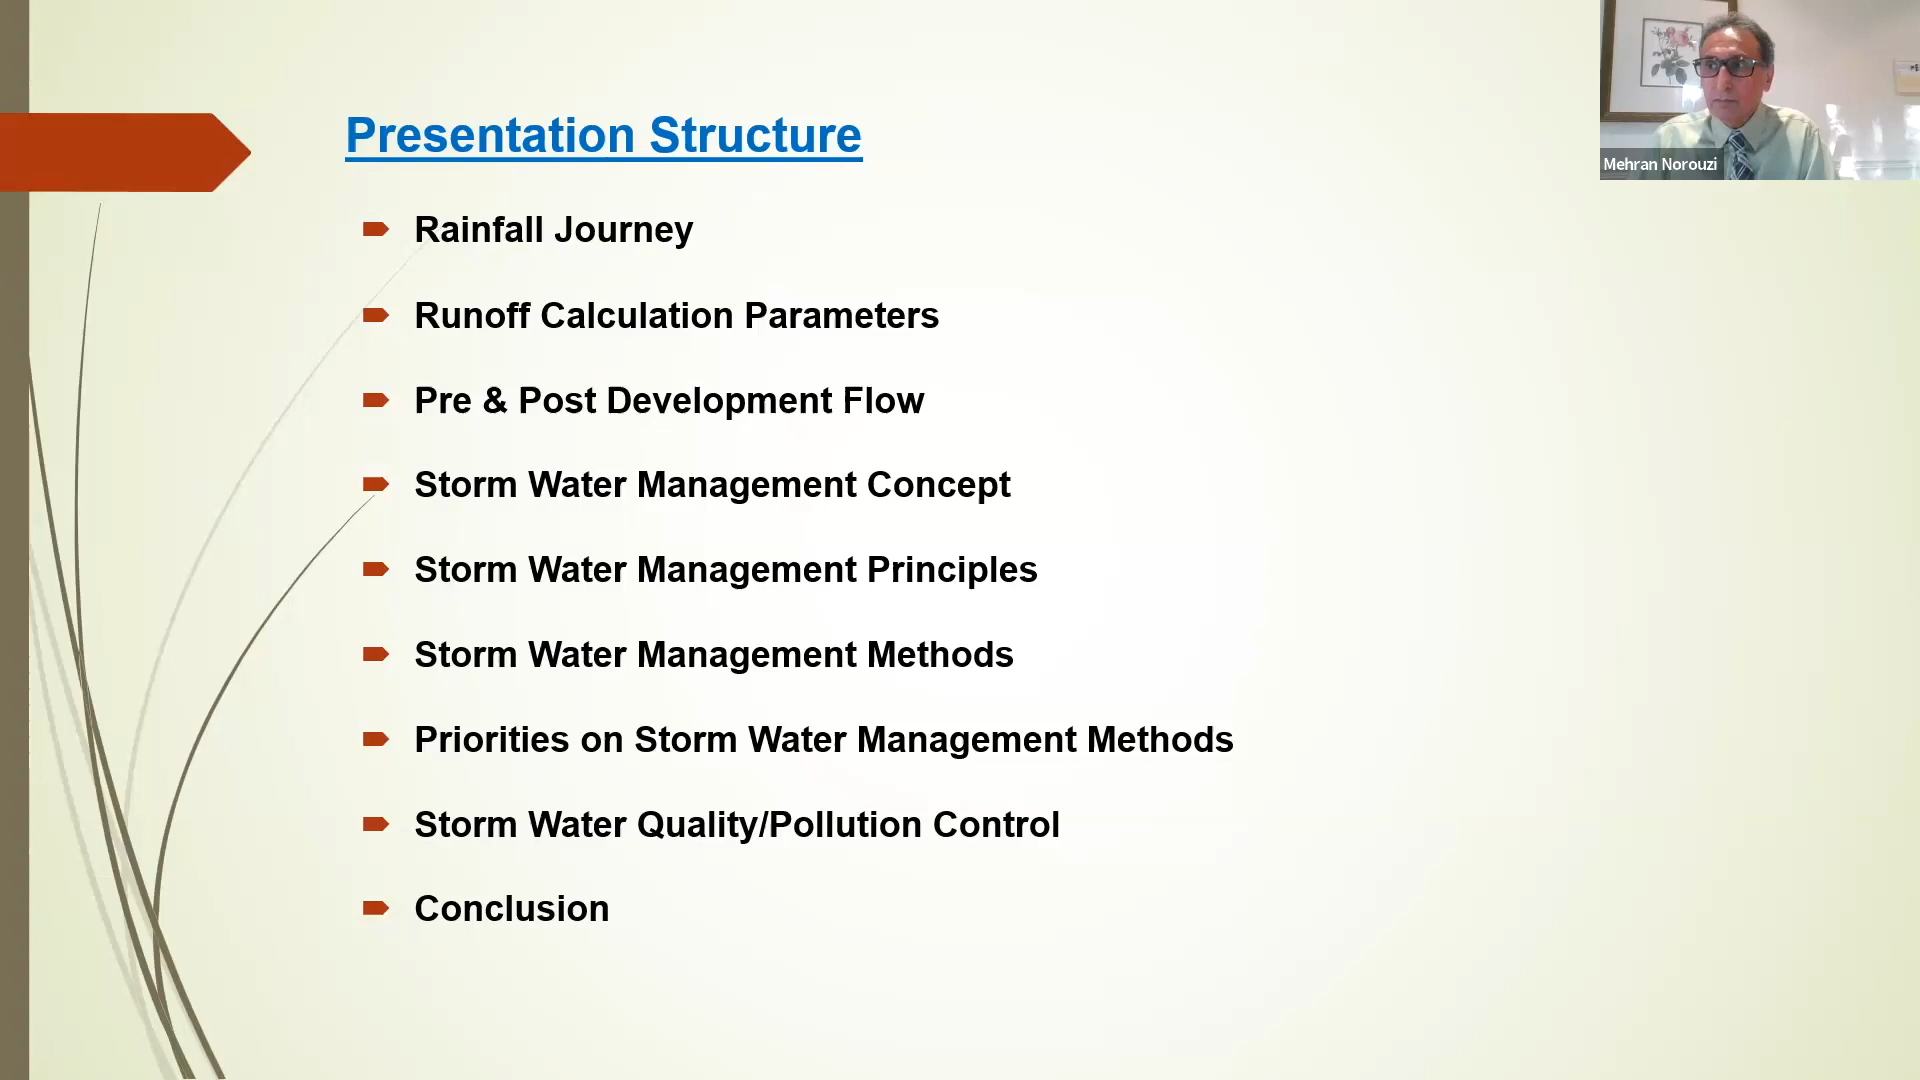 Presentation Structure
Rainfall Journey
Runoff Calculation Parameters
Pre & Post Development Flow
Storm Water Management Concept
Storm Water Management Principles
Storm Water Management Methods
Priorities on Storm Water Management Methods
Storm Water Quality/Pollution Control
Conclusion
Mehran Norouzi